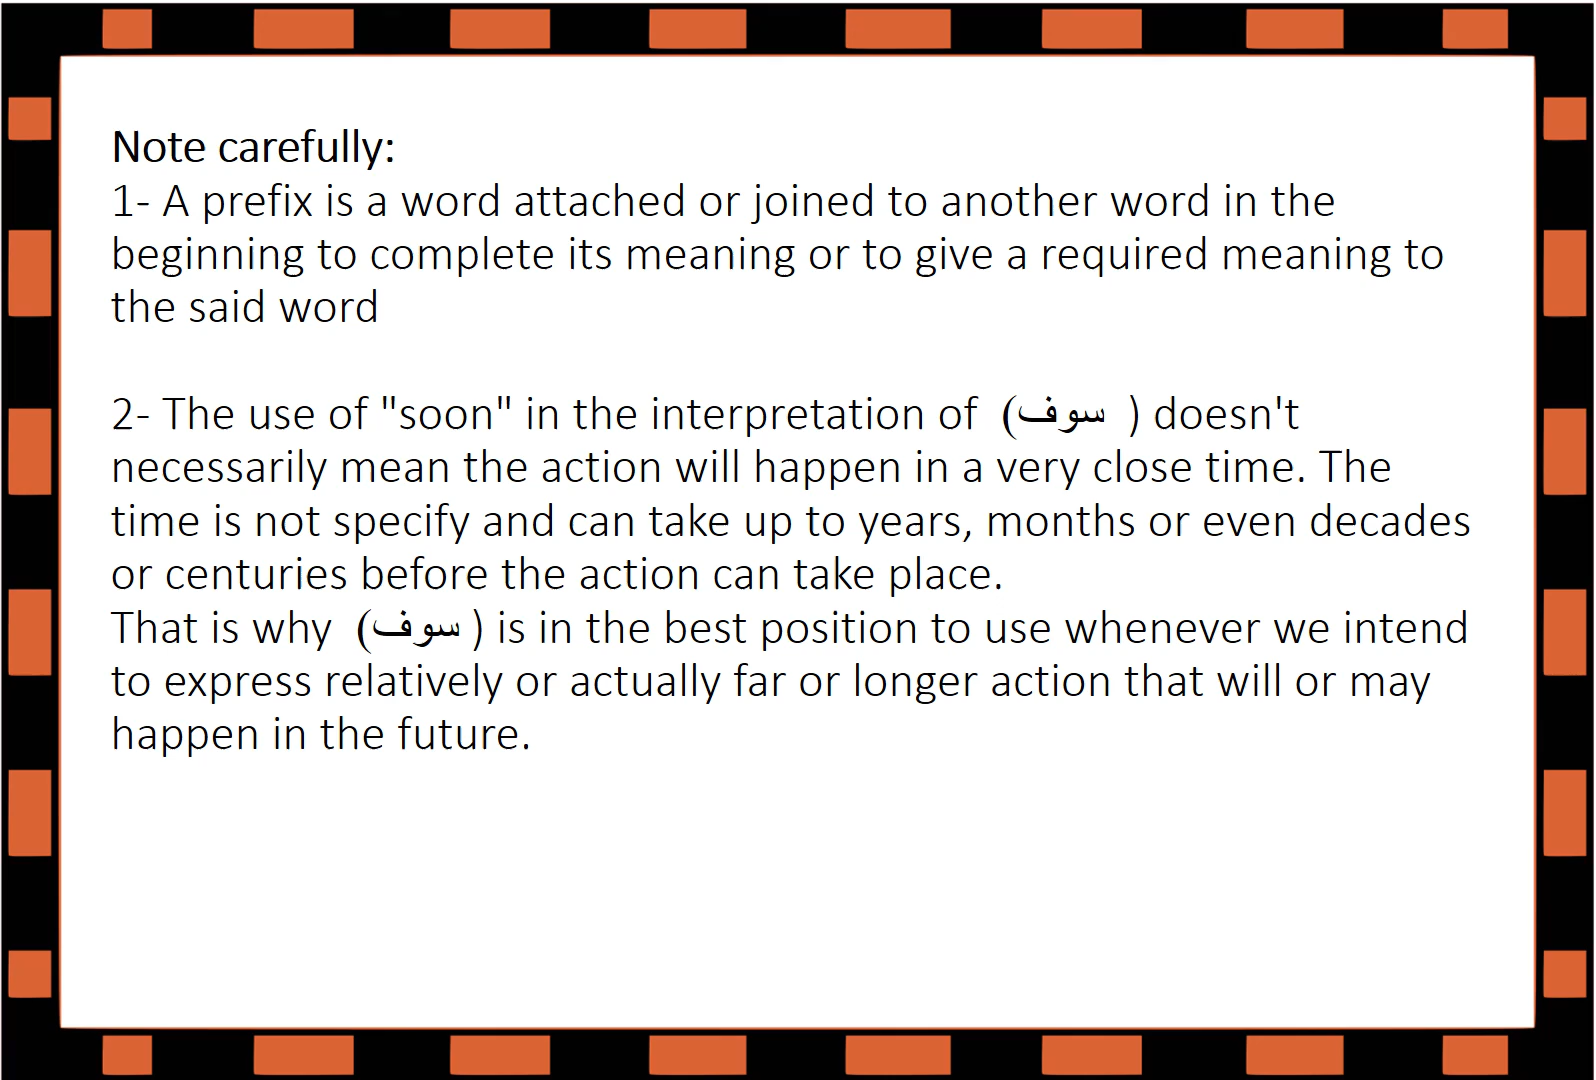 Note carefully:
1- A prefix is a word attached or joined to another word in the
beginning to complete its meaning or to give a required meaning to
the said word
2- The use of "soon" in the interpretation of (سوف ) doesn't
necessarily mean the action will happen in a very close time. The
time is not specify and can take up to years, months or even decades
or centuries before the action can take place.
That is why (سوف ) is in the best position to use whenever we intend
to express relatively or actually far or longer action that will or may
happen in the future.